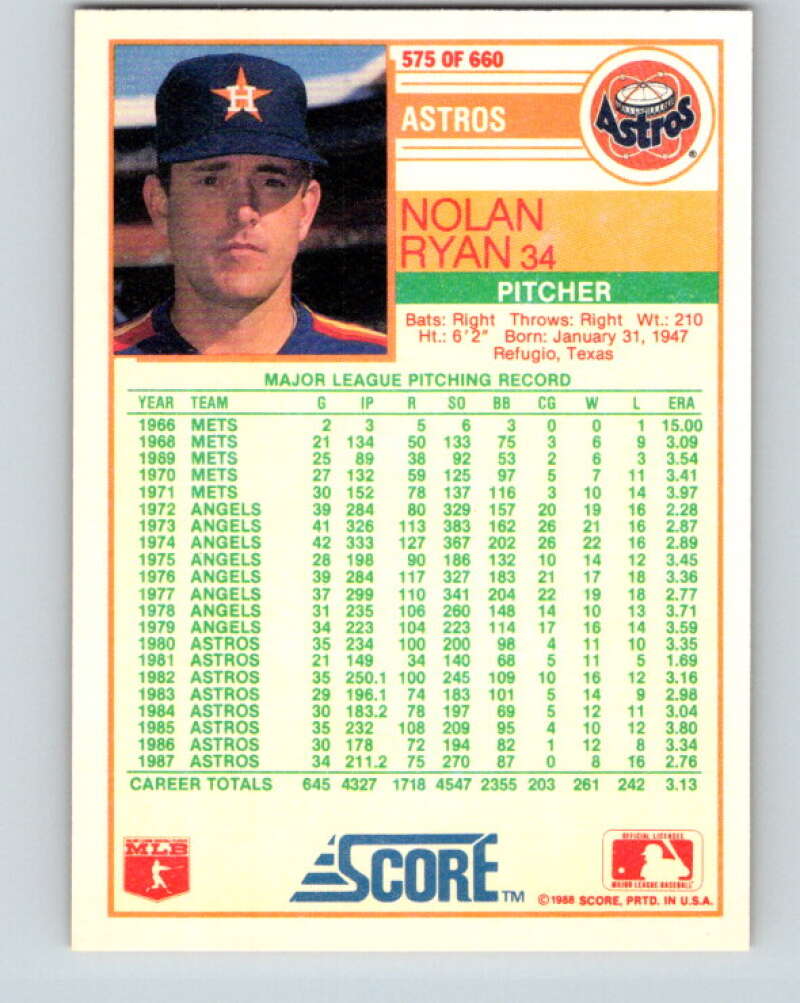 575 OF 660
ASTROS
Astros
®
H
NOLAN
RYAN 34
PITCHER
Bats: Right Throws: Right Wt.: 210
Ht.: 6'2" Born: January 31, 1947
Refugio, Texas
MAJOR LEAGUE PITCHING RECORD
YEAR TEAM G IP R SO BB CG W L ERA
1966 METS 2 3 5 6 3 0 0 1 15.00
1968 METS 21 134 50 133 75 3 6 9 3.09
1989 METS 25 89 38 92 53 2 6 3 3.54
1970 METS 27 132 59 125 97 5 7 11 3.41
1971 METS 30 152 78 137 116 3 10 14 3.97
1972 ANGELS 39 284 80 329 157 20 19 16 2.28
1973 ANGELS 41 326 113 383 162 26 21 16 2.87
1974 ANGELS 42 333 127 367 202 26 22 16 2.89
1975 ANGELS 28 198 90 186 132 10 14 12 3.45
1976 ANGELS 39 284 117 327 183 21 17 18 3.36
1977 ANGELS 37 299 110 341 204 22 19 18 2.77
1978 ANGELS 31 235 106 260 148 14 10 13 3.71
1979 ANGELS 34 223 104 223 114 17 16 14 3.59
1980 ASTROS 35 234 100 200 98 4 11 10 3.35
1981 ASTROS 21 149 34 140 68 5 11 5 1.69
1982 ASTROS 35 250.1 100 245 109 10 16 12 3.16
1983 ASTROS 29 196.1 74 183 101 5 14 9 2.98
1984 ASTROS 30 183.2 78 197 69 5 12 11 3.04
1985 ASTROS 35 232 108 209 95 4 10 12 3.80
1986 ASTROS 30 178 72 194 82 1 12 8 3.34
1987 ASTROS 34 211.2 75 270 87 0 8 16 2.76
CAREER TOTALS 645 4327 1718 4547 2355 203 261 242 3.13
MLB
SCORE™
OFFICIAL LICENSEE
MAJOR LEAGUE BASEBALL
©1988 SCORE, PRTD. IN U.S.A.